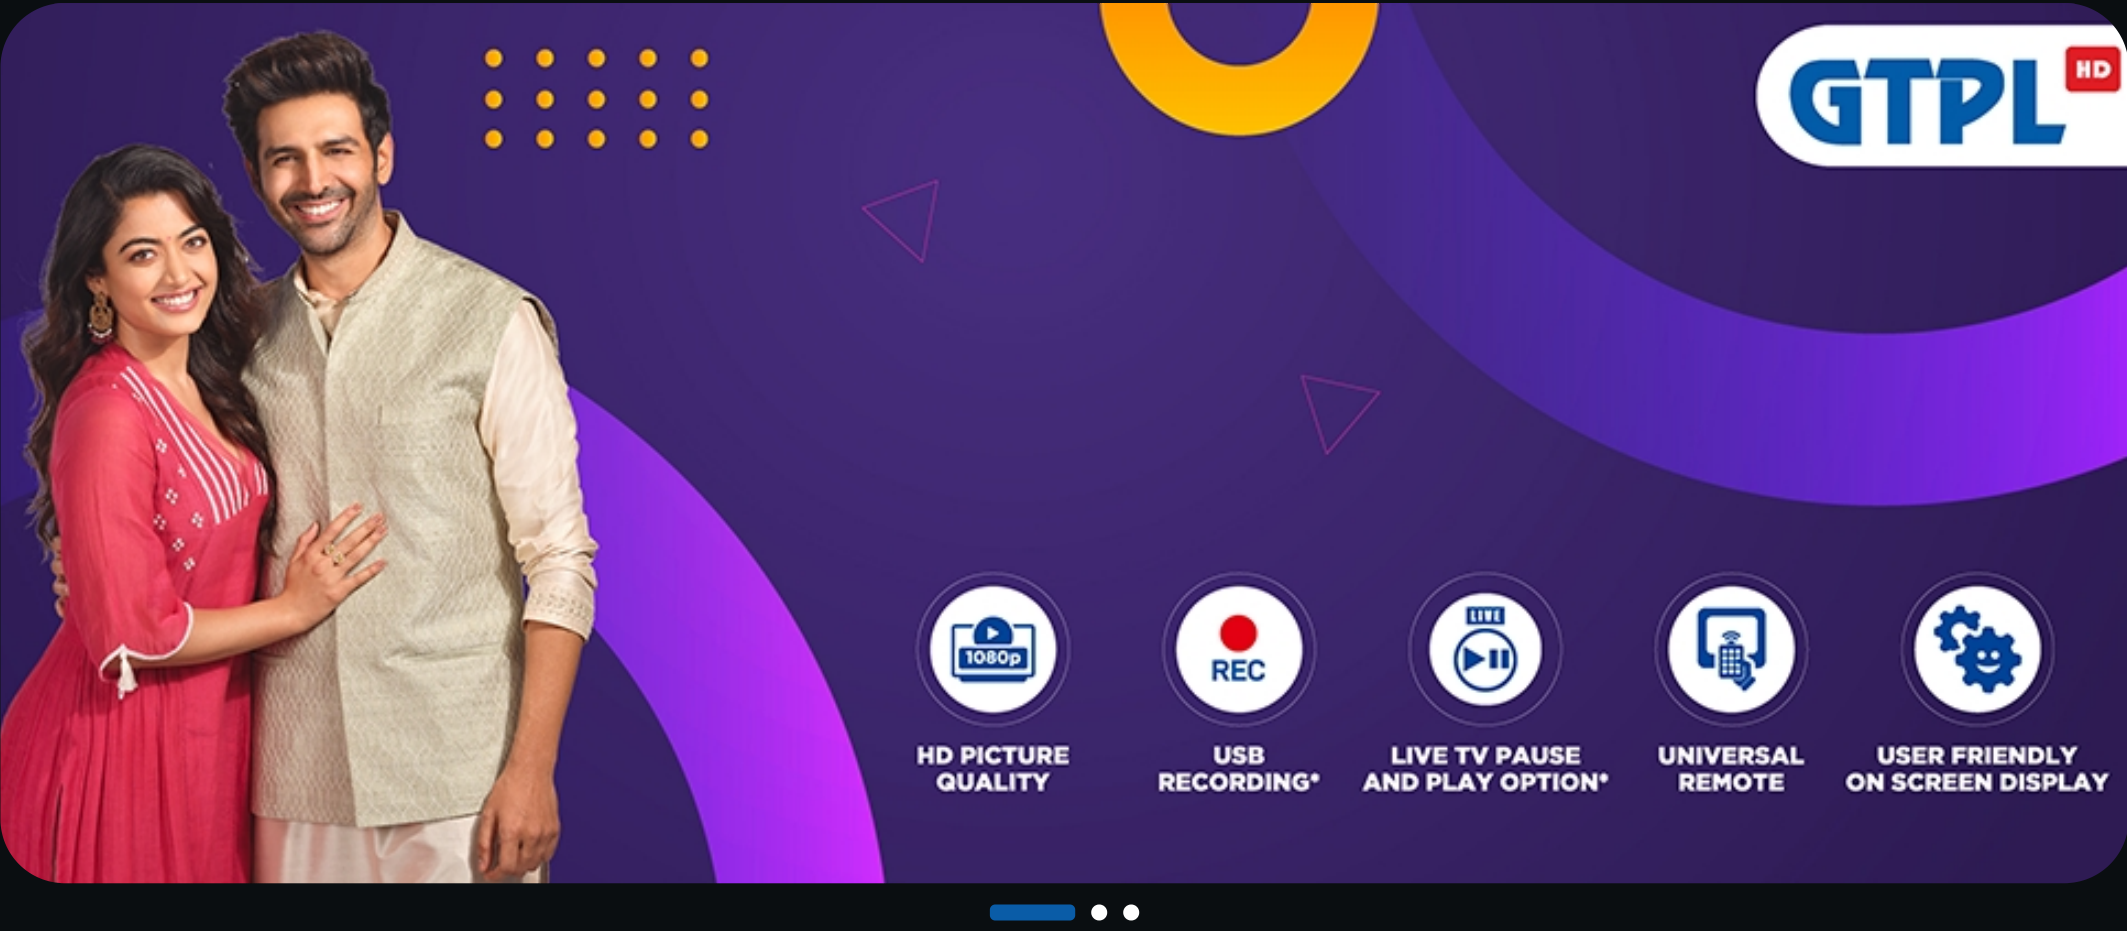 GTPL HD
1080p
HD PICTURE
QUALITY
REC
USB
RECORDING*
LIVE
LIVE TV PAUSE
AND PLAY OPTION*
UNIVERSAL
REMOTE
USER FRIENDLY
ON SCREEN DISPLAY